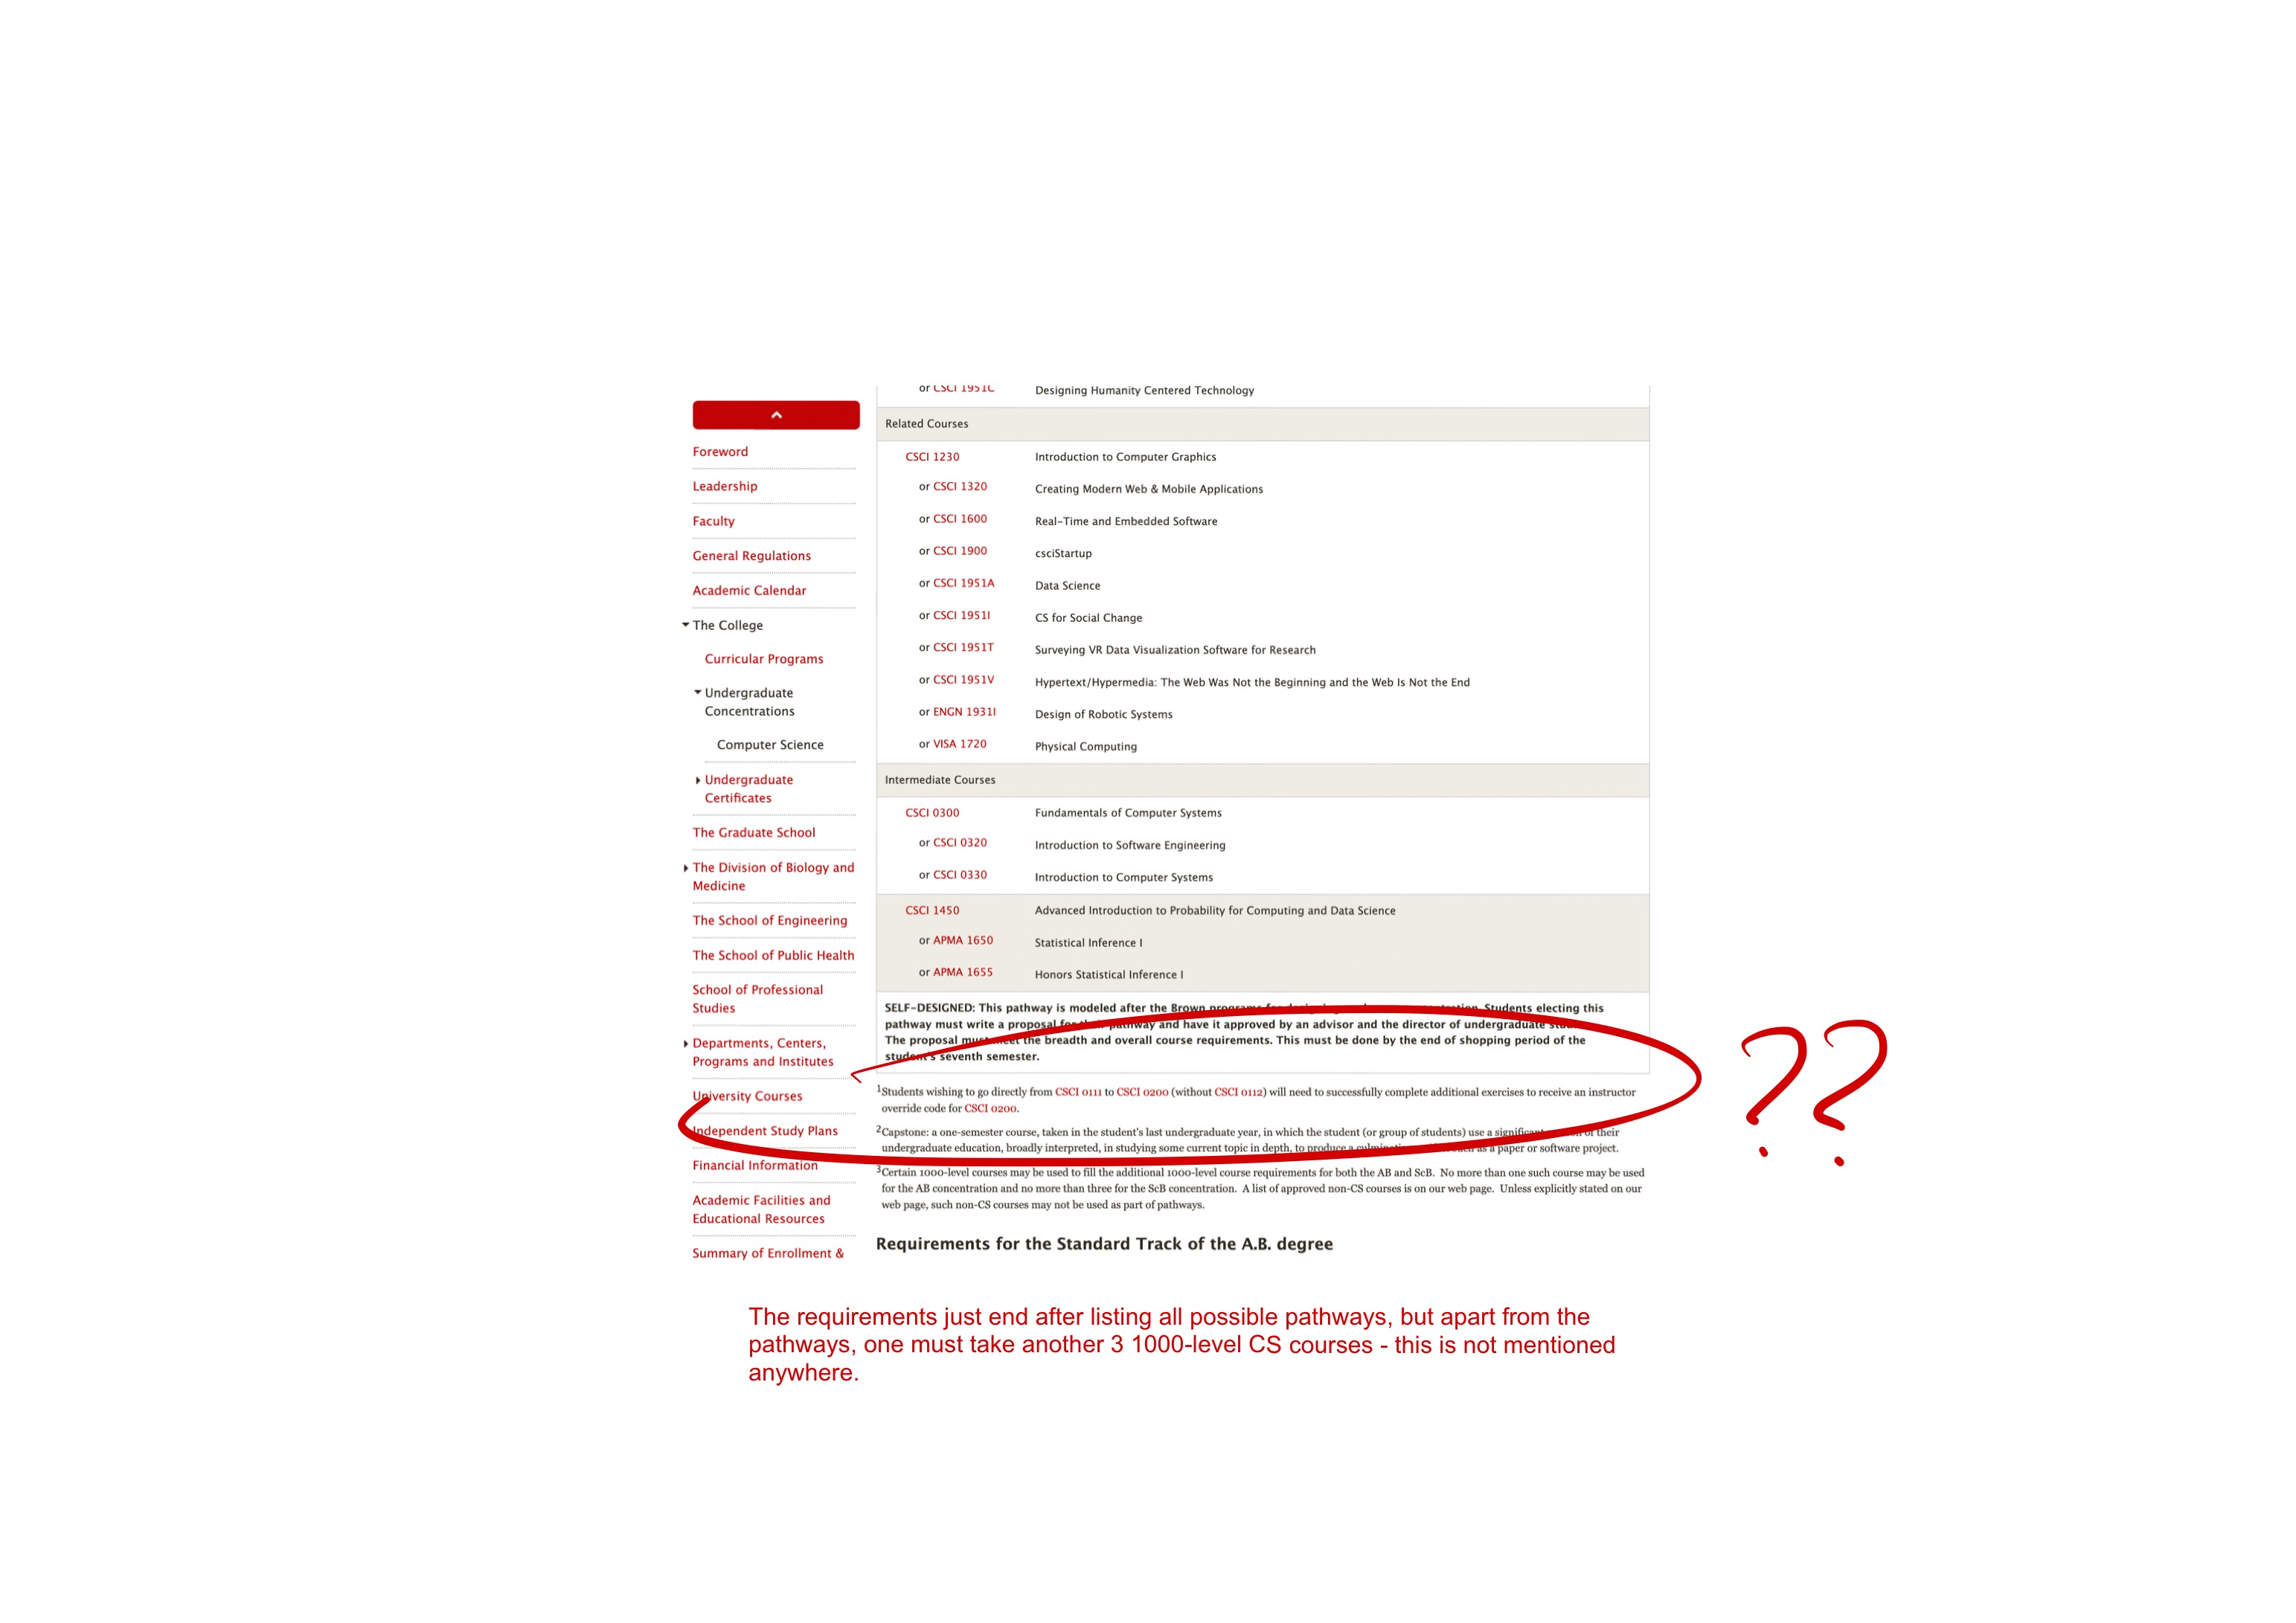 or CSCI 1951C Designing Humanity Centered Technology
Related Courses
CSCI 1230 Introduction to Computer Graphics
or CSCI 1320 Creating Modern Web & Mobile Applications
or CSCI 1600 Real-Time and Embedded Software
or CSCI 1900 csciStartup
or CSCI 1951A Data Science
or CSCI 1951I CS for Social Change
or CSCI 1951T Surveying VR Data Visualization Software for Research
or CSCI 1951V Hypertext/Hypermedia: The Web Was Not the Beginning and the Web Is Not the End
or ENGN 1931I Design of Robotic Systems
or VISA 1720 Physical Computing
Intermediate Courses
CSCI 0300 Fundamentals of Computer Systems
or CSCI 0320 Introduction to Software Engineering
or CSCI 0330 Introduction to Computer Systems
CSCI 1450 Advanced Introduction to Probability for Computing and Data Science
or APMA 1650 Statistical Inference I
or APMA 1655 Honors Statistical Inference I
SELF-DESIGNED: This pathway is modeled after the Brown programs for Students electing this
pathway must write a proposal for their pathway and have it approved by an advisor and the director of undergraduate
The proposal must meet the breadth and overall course requirements. This must be done by the end of shopping period of the
student's seventh semester.
1Students wishing to go directly from CSCI 0111 to CSCI 0200 (without CSCI 0112) will need to successfully complete additional exercises to receive an instructor
override code for CSCI 0200.
2Capstone: a one-semester course, taken in the student's last undergraduate year, in which the student (or group of students) use a significant of their
undergraduate education, broadly interpreted, in studying some current topic in depth, to produce a as a paper or software project.
3Certain 1000-level courses may be used to fill the additional 1000-level course requirements for both the AB and ScB. No more than one such course may be used
for the AB concentration and no more than three for the ScB concentration. A list of approved non-CS courses is on our web page. Unless explicitly stated on our
web page, such non-CS courses may not be used as part of pathways.
Requirements for the Standard Track of the A.B. degree
Foreword
Leadership
Faculty
General Regulations
Academic Calendar
The College
Curricular Programs
Undergraduate
Concentrations
Computer Science
Undergraduate
Certificates
The Graduate School
The Division of Biology and
Medicine
The School of Engineering
The School of Public Health
School of Professional
Studies
Departments, Centers,
Programs and Institutes
University Courses
Independent Study Plans
Financial Information
Academic Facilities and
Educational Resources
Summary of Enrollment &
??
The requirements just end after listing all possible pathways, but apart from the
pathways, one must take another 3 1000-level CS courses - this is not mentioned
anywhere.